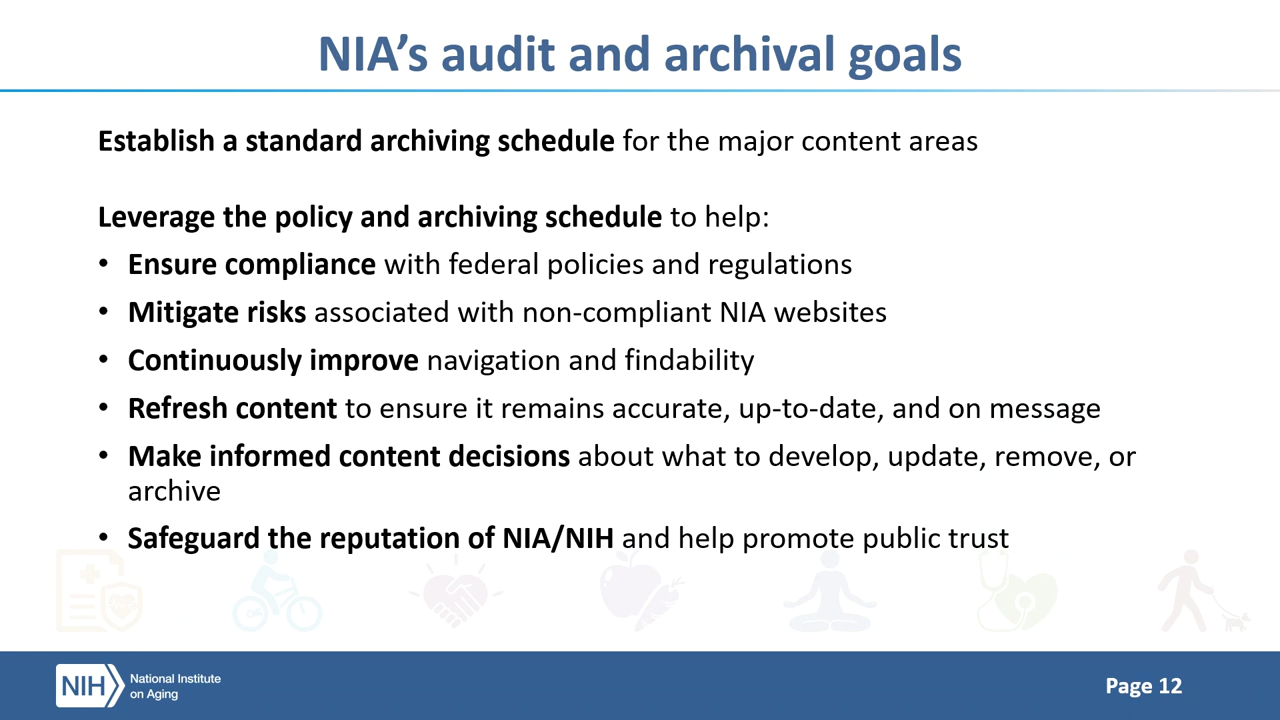 NIA’s audit and archival goals
Establish a standard archiving schedule for the major content areas
Leverage the policy and archiving schedule to help:
• Ensure compliance with federal policies and regulations
• Mitigate risks associated with non-compliant NIA websites
• Continuously improve navigation and findability
• Refresh content to ensure it remains accurate, up-to-date, and on message
• Make informed content decisions about what to develop, update, remove, or
archive
• Safeguard the reputation of NIA/NIH and help promote public trust
NIH
National Institute
on Aging
Page 12